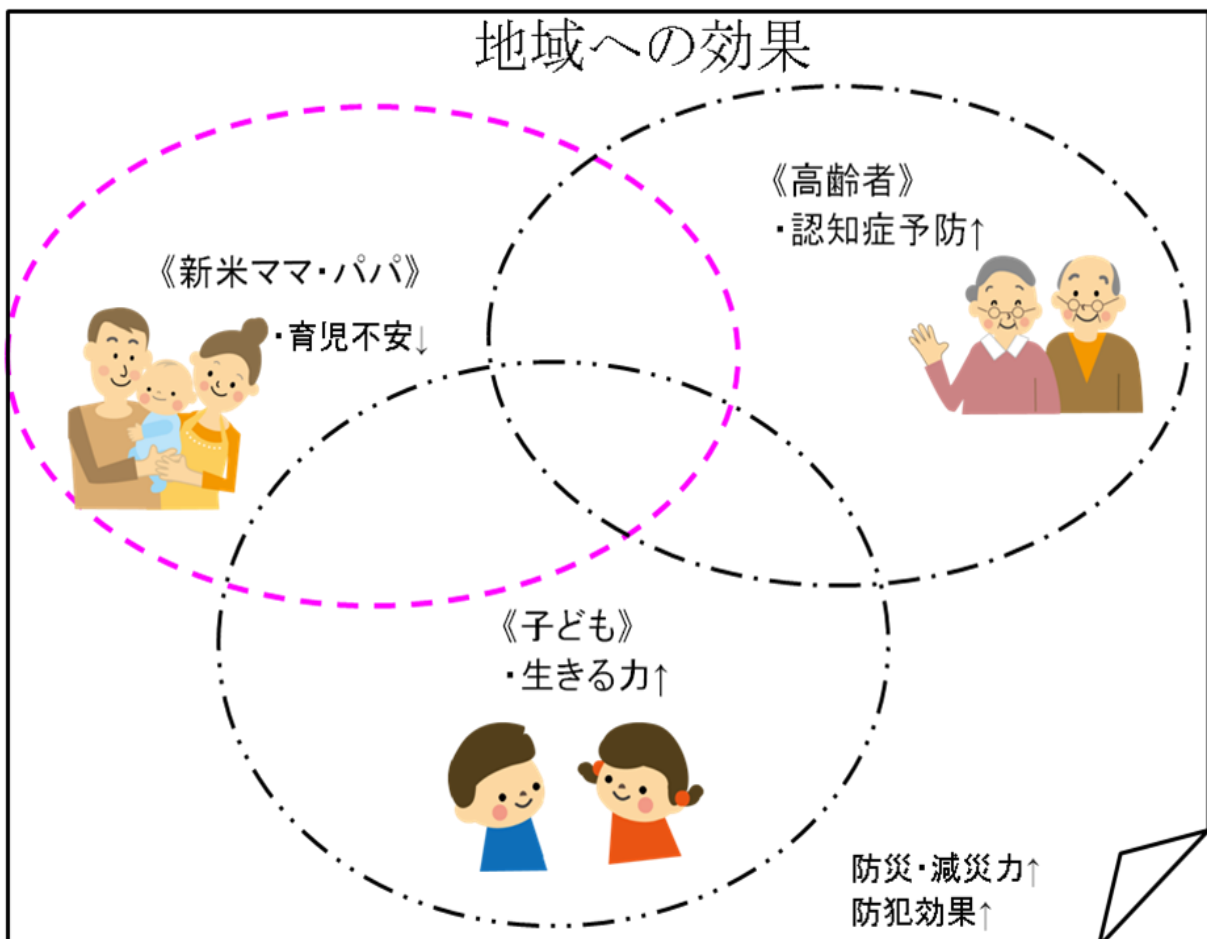 地域への効果
《高齢者》
・認知症予防↑
《新米ママ・パパ》
・育児不安↓
《子ども》
・生きる力↑
防災・減災力↑
防犯効果↑